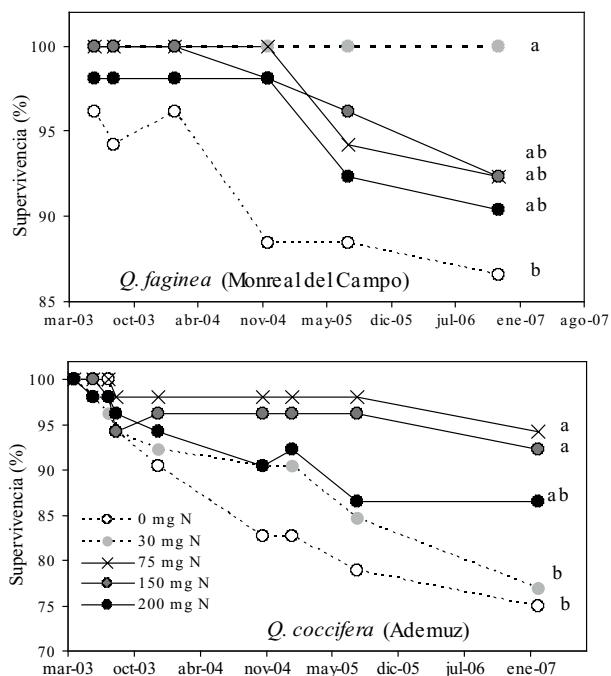 100
a
95
ab
ab
90
ab
b
85
Supervivencia (%)
Q. faginea (Monreal del Campo)
mar-03 oct-03 abr-04 nov-04 may-05 dic-05 jul-06 ene-07 ago-07
100
95
a
a
90
ab
85
80
b
b
75
70
Supervivencia (%)
0 mg N
30 mg N
75 mg N
150 mg N
200 mg N
Q. coccifera (Ademuz)
mar-03 oct-03 abr-04 nov-04 may-05 dic-05 jul-06 ene-07